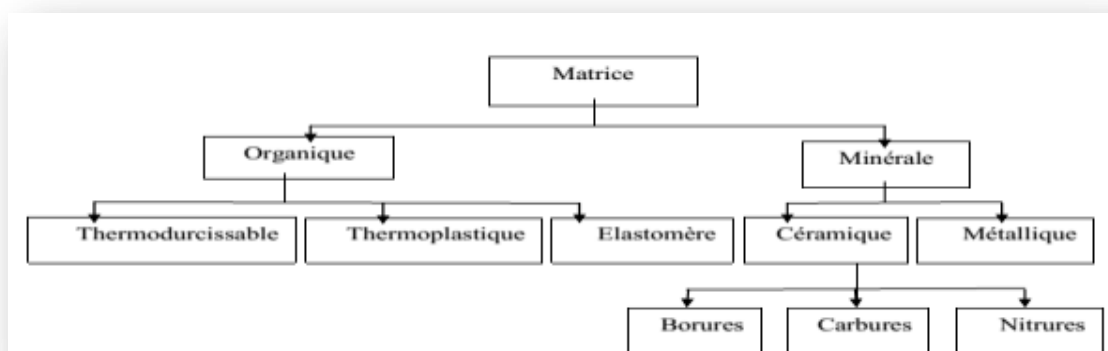 Matrice
Organique
Minérale
Thermodurcissable
Thermoplastique
Elastomère
Céramique
Métallique
Borures
Carbures
Nitrures